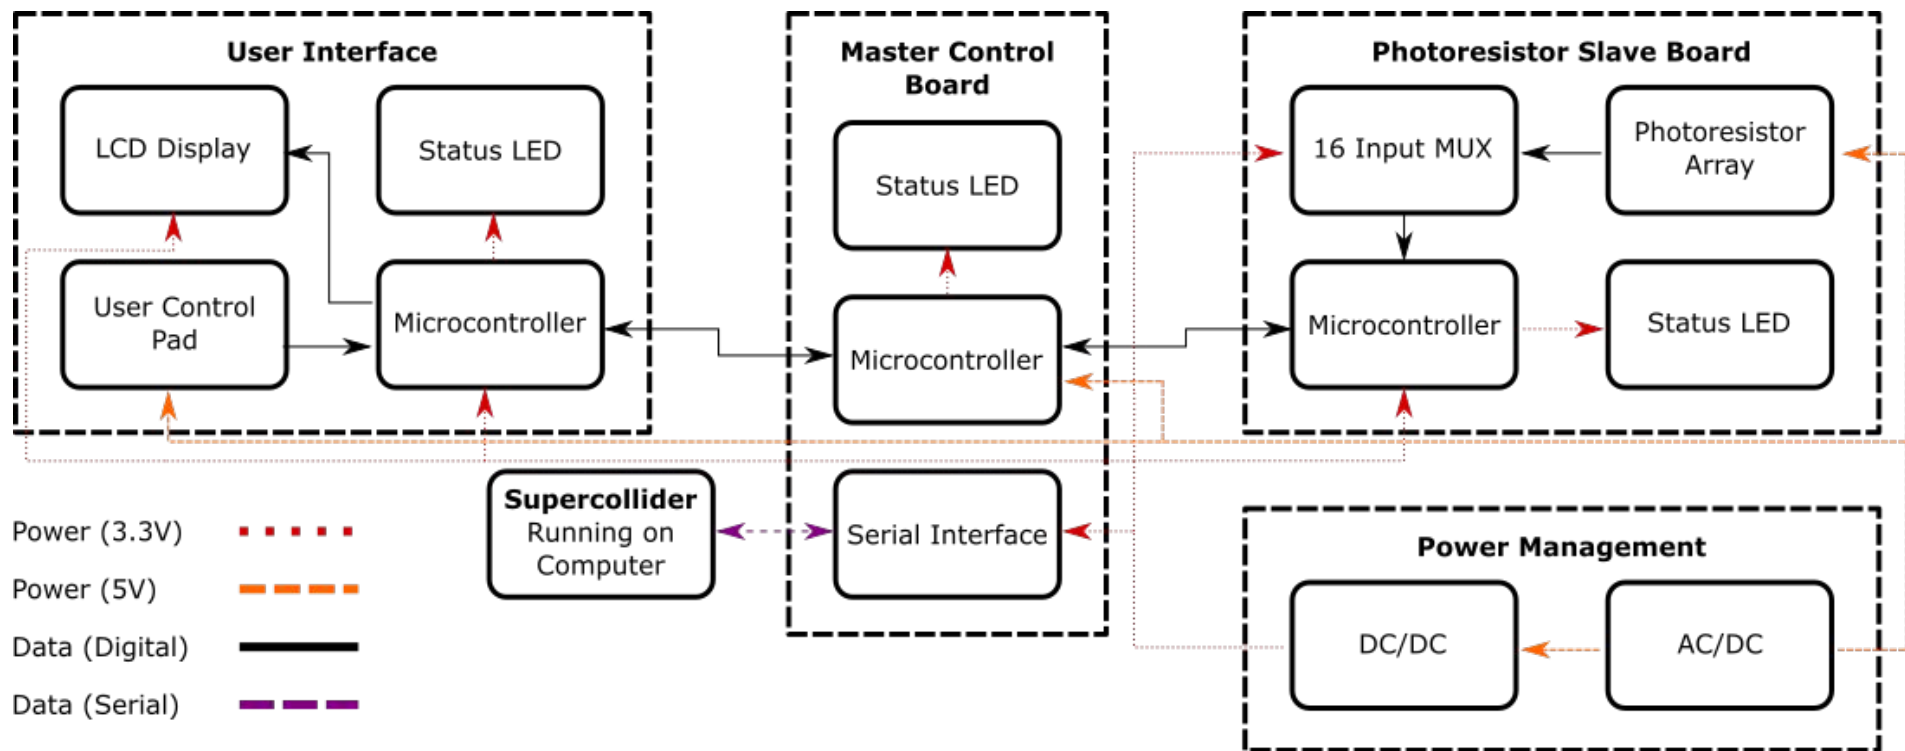 User Interface
LCD Display
Status LED
User Control
Pad
Microcontroller
Master Control
Board
Status LED
Microcontroller
Serial Interface
Photoresistor Slave Board
16 Input MUX
Photoresistor
Array
Microcontroller
Status LED
Supercollider
Running on
Computer
Power Management
DC/DC
AC/DC
Power (3.3V)
Power (5V)
Data (Digital)
Data (Serial)